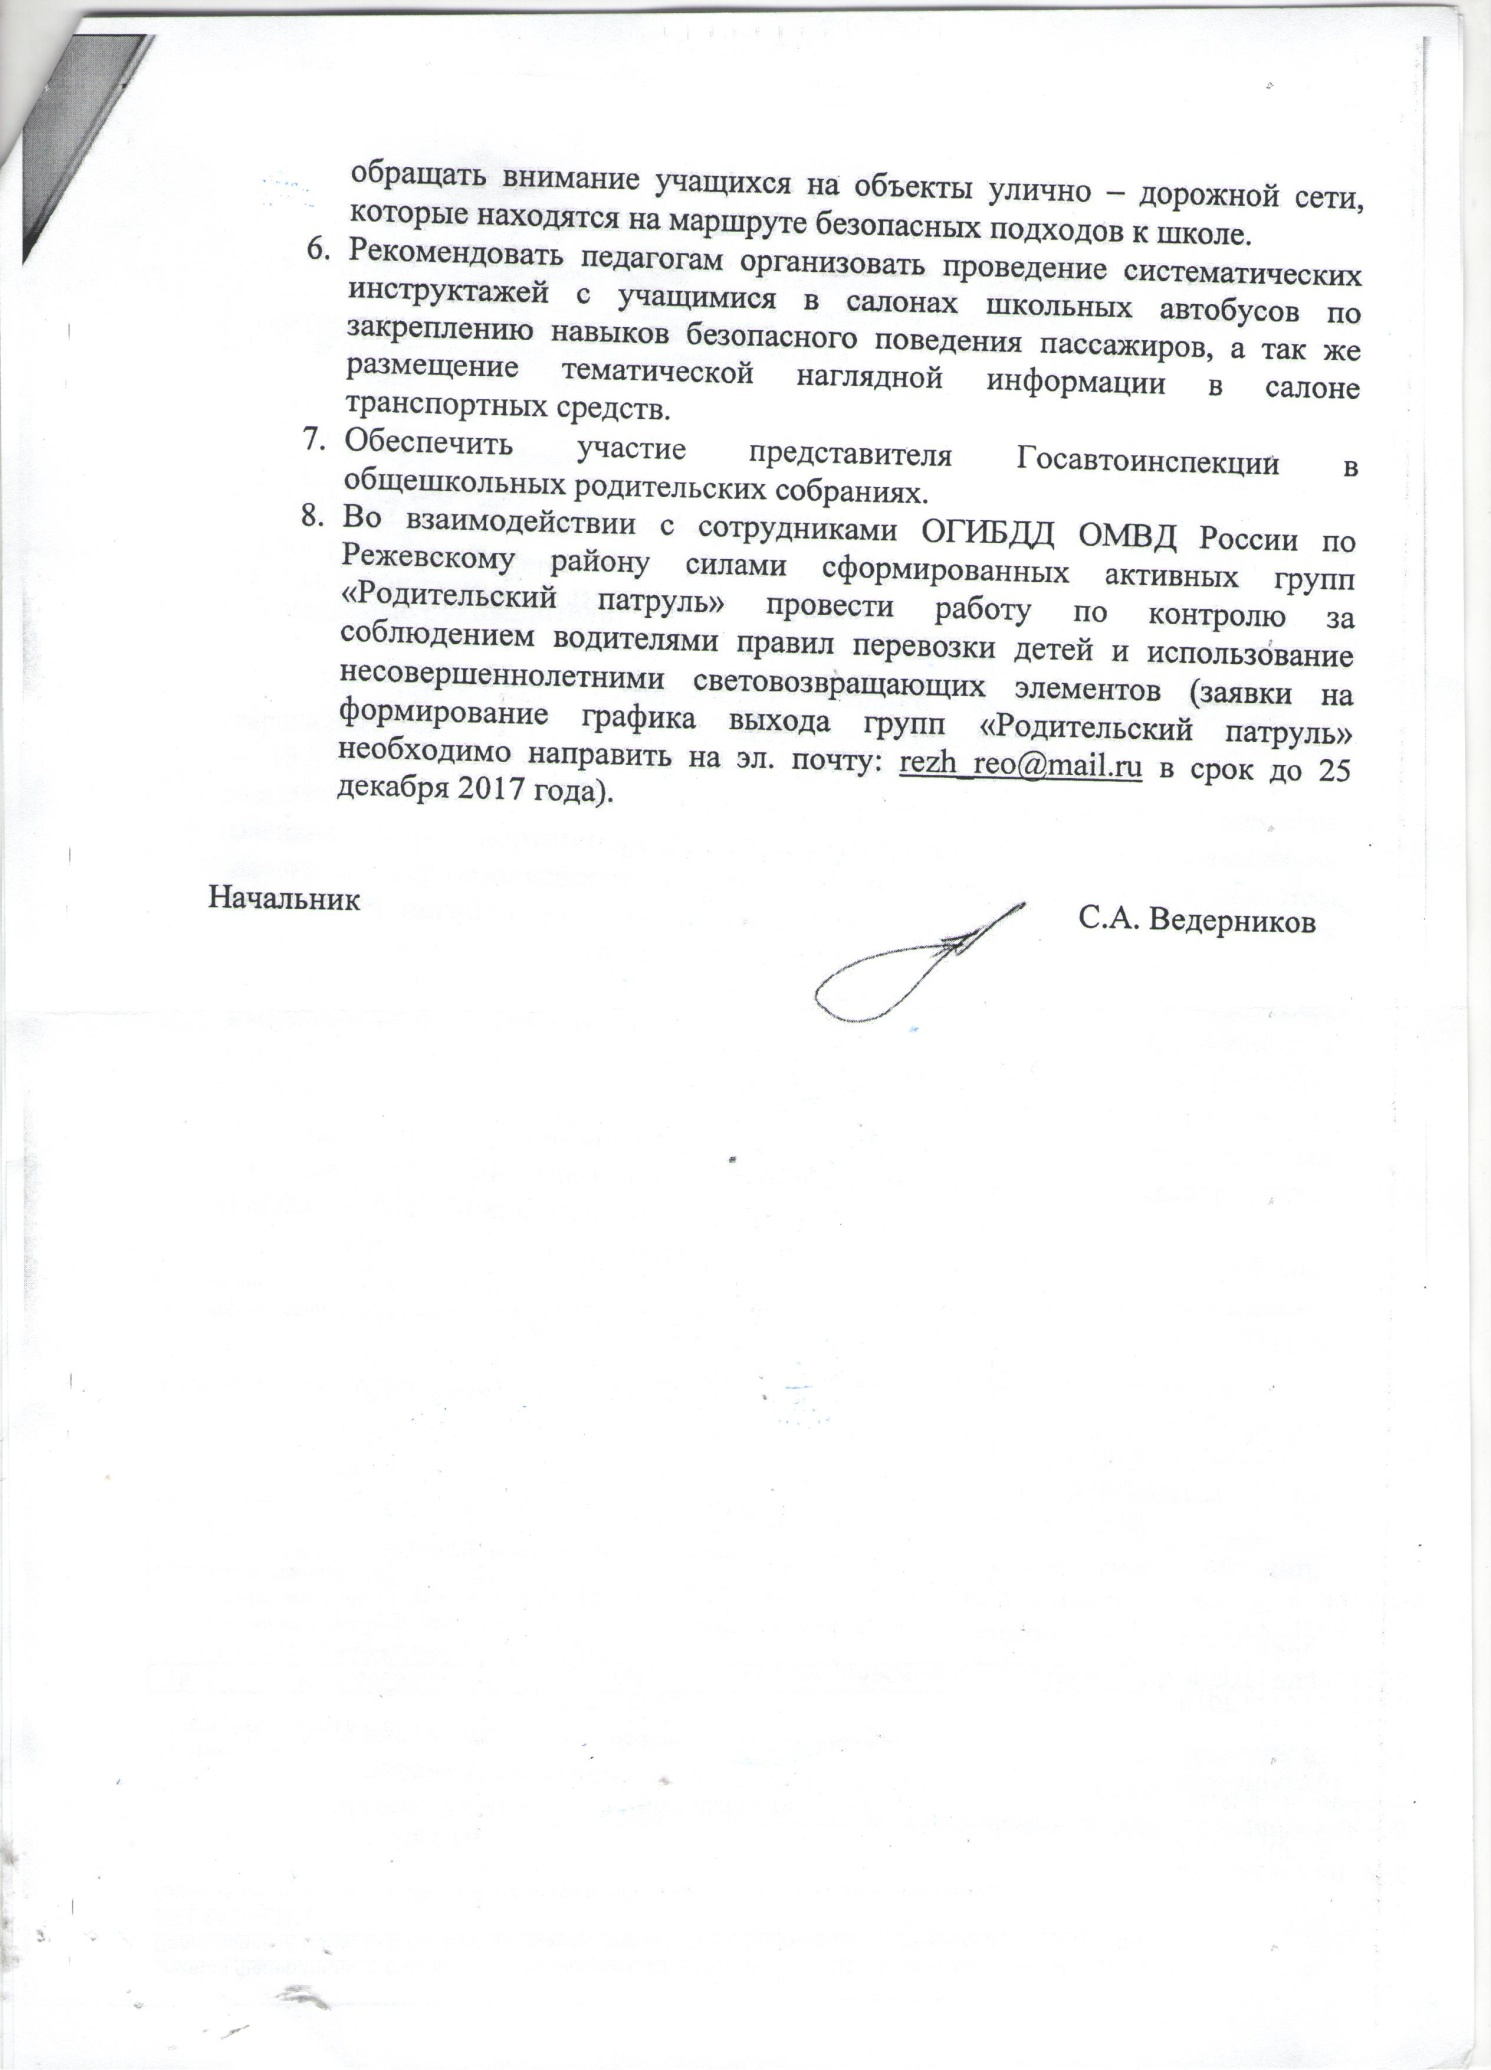 обращать внимание учащихся на объекты улично – дорожной сети,
которые находятся на маршруте безопасных подходов к школе.
6. Рекомендовать педагогам организовать проведение систематических
инструктажей с учащимися в салонах школьных автобусов по
закреплению навыков безопасного поведения пассажиров, а так же
размещение тематической наглядной информации в салоне
транспортных средств.
7. Обеспечить участие представителя Госавтоинспекций в
общешкольных родительских собраниях.
8. Во взаимодействии с сотрудниками ОГИБДД ОМВД России по
Режевскому району силами сформированных активных групп
«Родительский патруль» провести работу по контролю за
соблюдением водителями правил перевозки детей и использование
несовершеннолетними световозвращающих элементов (заявки на
формирование графика выхода групп «Родительский патруль»
необходимо направить на эл. почту: rezh_reo@mail.ru в срок до 25
декабря 2017 года).
Начальник
С.А. Ведерников